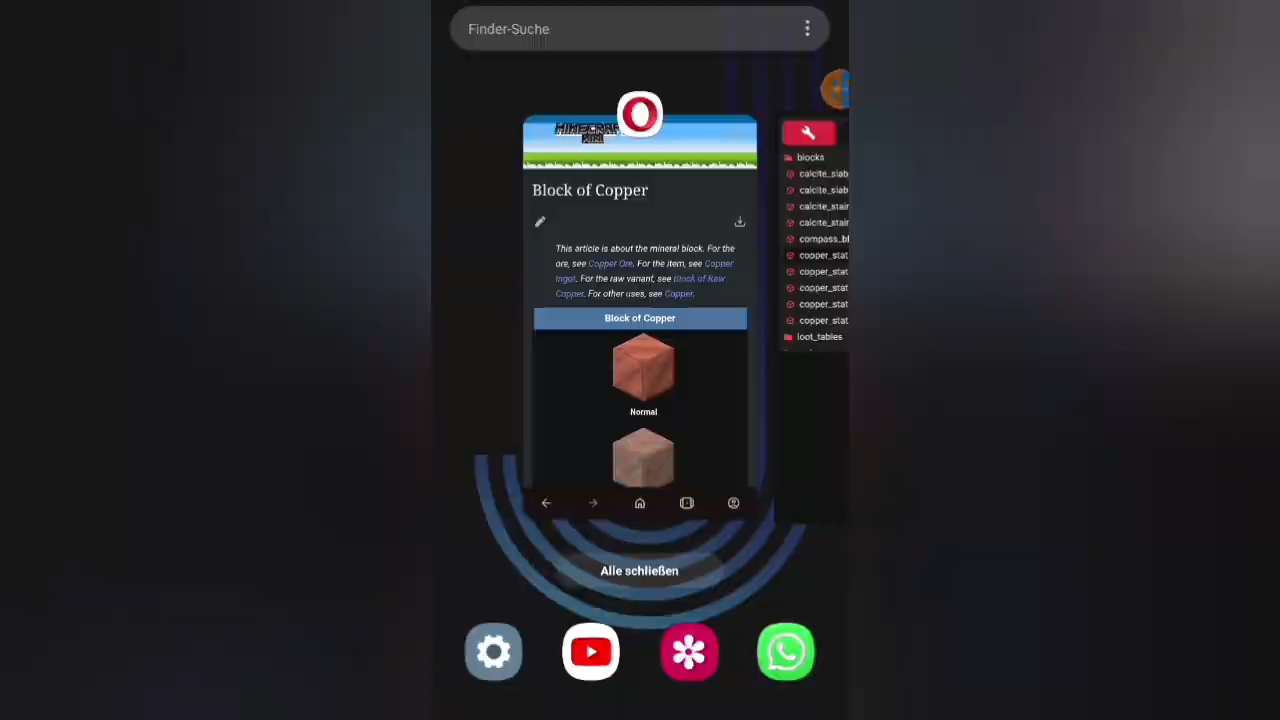 Finder-Suche
MINECRAFT
WIKI
Block of Copper
This article is about the mineral block. For the
ore, see Copper Ore. For the item, see Copper
Ingot. For the raw variant, see Block of Raw
Copper. For other uses, see Copper.
Block of Copper
Normal
blocks
calcite_slab
calcite_slab
calcite_stair
calcite_stair
compass_bl
copper_stat
copper_stat
copper_stat
copper_stat
copper_stat
loot_tables
Alle schließen